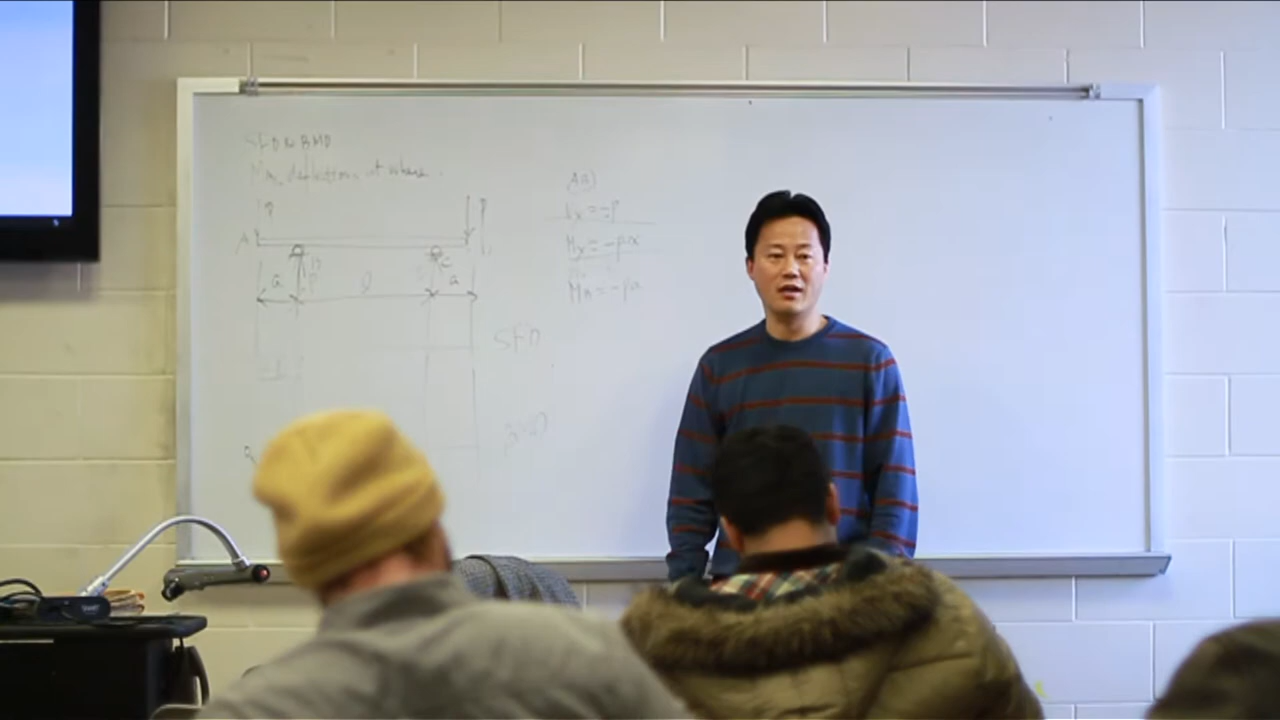 SFD & BMD
Max deflection at where
P
P
A
B
C
a
l
a
SFD
BMD
Vx = -P
Mx = -Px
MB = -Pa